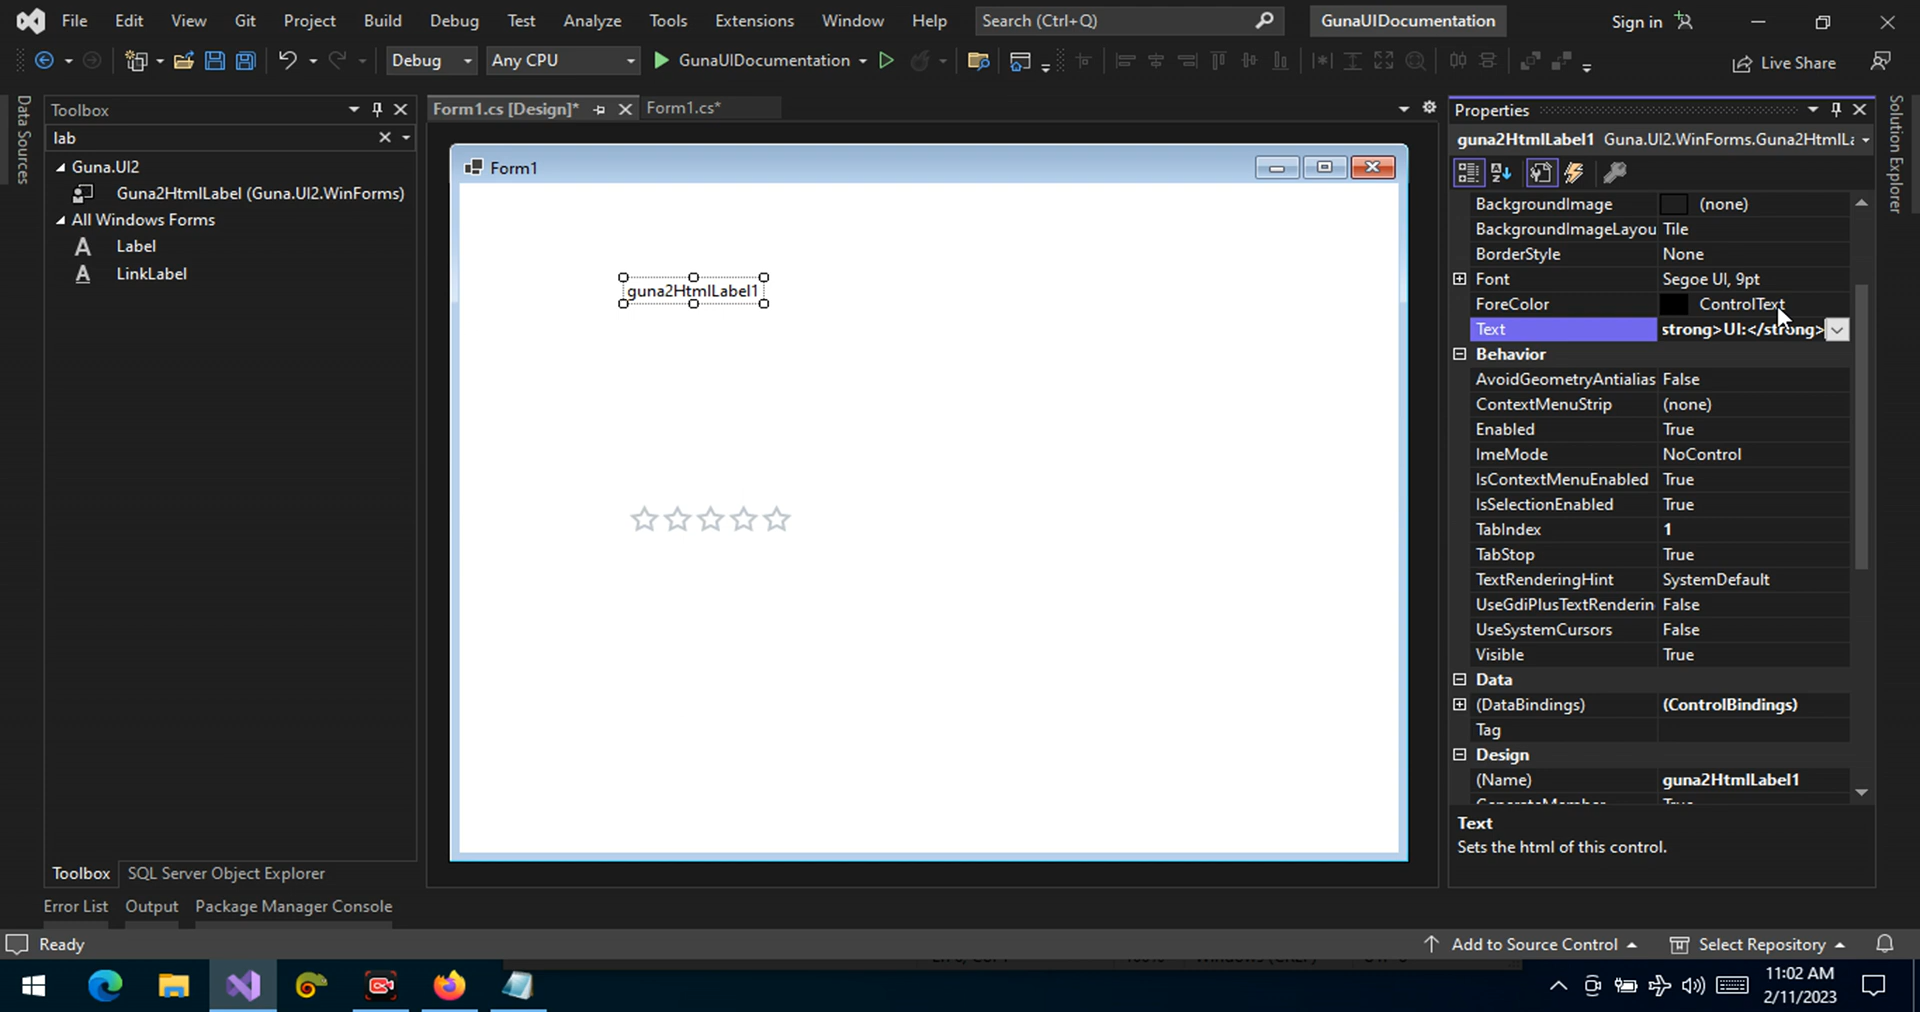 File Edit View Git Project Build Debug Test Analyze Tools Extensions Window Help Search (Ctrl+Q) GunaUIDocumentation Sign in
Debug Any CPU GunaUIDocumentation Live Share
Data Sources
Toolbox
lab
Guna.UI2
Guna2HtmlLabel (Guna.UI2.WinForms)
All Windows Forms
Label
LinkLabel
Toolbox SQL Server Object Explorer
Form1.cs [Design]* Form1.cs*
Form1
guna2HtmlLabel1
Properties
guna2HtmlLabel1 Guna.UI2.WinForms.Guna2HtmlLa
BackgroundImage (none)
BackgroundImageLayou Tile
BorderStyle None
Font Segoe UI, 9pt
ForeColor ControlText
Text strong>UI:</strong>
Behavior
AvoidGeometryAntialias False
ContextMenuStrip (none)
Enabled True
ImeMode NoControl
IsContextMenuEnabled True
IsSelectionEnabled True
TabIndex 1
TabStop True
TextRenderingHint SystemDefault
UseGdiPlusTextRenderin False
UseSystemCursors False
Visible True
Data
(DataBindings) (ControlBindings)
Tag
Design
(Name) guna2HtmlLabel1
Text
Sets the html of this control.
Solution Explorer
Error List Output Package Manager Console
Ready Add to Source Control Select Repository
11:02 AM
2/11/2023